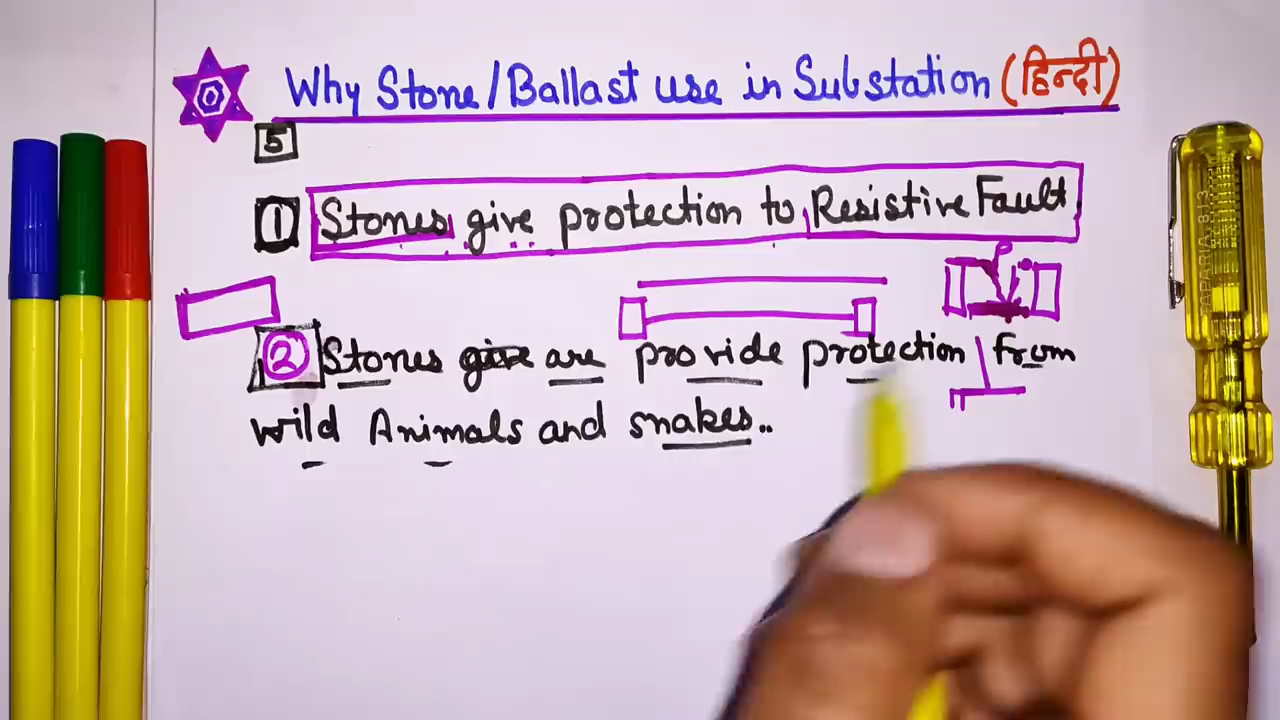 Why Stone/Ballast use in Substation (हिन्दी)
5
1 Stones give protection to Resistive Fault
2 Stones give are provide protection from
wild Animals and snakes..